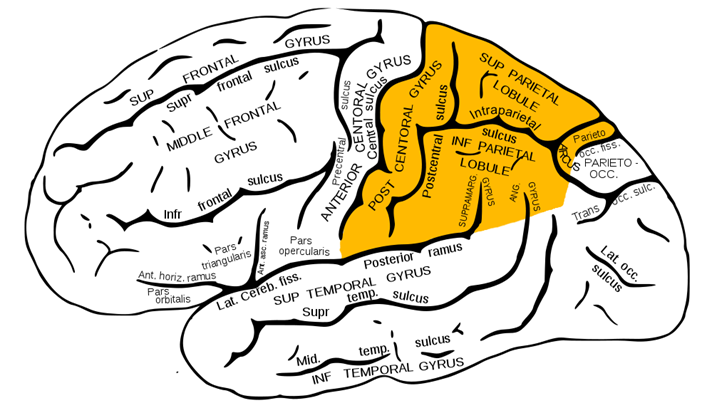 SUP FRONTAL GYRUS
Supr frontal sulcus
MIDDLE FRONTAL
GYRUS
Infr frontal sulcus
Precentral sulcus
ANTERIOR CENTORAL GYRUS
Central sulcus
POST CENTORAL GYRUS
Postcentral sulcus
SUP PARIETAL
LOBULE
Intraparietal
sulcus
INF PARIETAL
LOBULE
SUPRAMARG
GYRUS
ANG.
GYRUS
ARCUS
Parieto
occ. fiss.
PARIETO -
OCC.
Trans
occ. sulc.
Lat. occ.
sulcus
Pars
triangularis
Ant. asc. ramus
Pars
opercularis
Ant. horiz. ramus
Pars
orbitalis
Lat. Cereb. fiss.
Posterior ramus
SUP TEMPORAL GYRUS
Supr temp. sulcus
Mid. temp. sulcus
INF TEMPORAL GYRUS